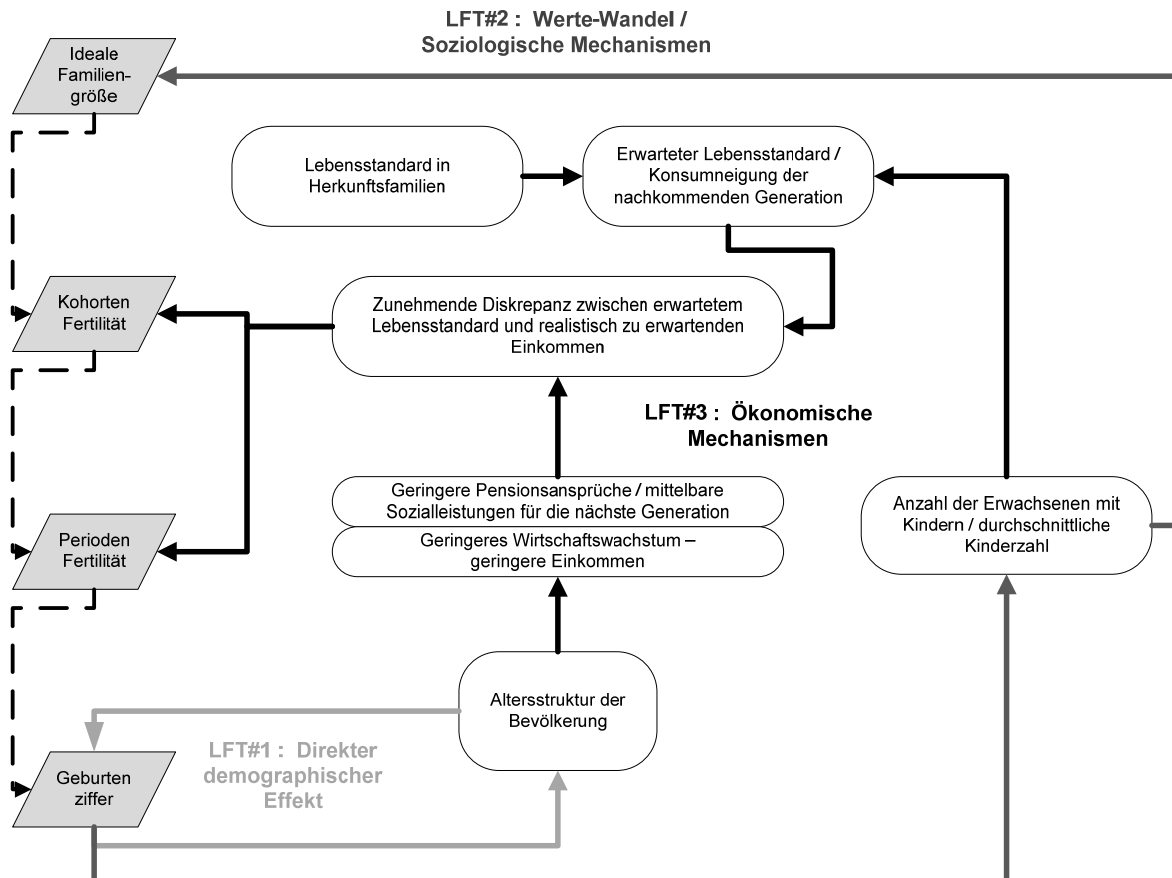 LFT#2 : Werte-Wandel /
Soziologische Mechanismen
Ideale
Familien-
größe
Lebensstandard in
Herkunftsfamilien
Erwarteter Lebensstandard /
Konsumneigung der
nachkommenden Generation
Kohorten
Fertilität
Zunehmende Diskrepanz zwischen erwartetem
Lebensstandard und realistisch zu erwartenden
Einkommen
LFT#3 : Ökonomische
Mechanismen
Geringere Pensionsansprüche / mittelbare
Sozialleistungen für die nächste Generation
Geringeres Wirtschaftswachstum –
geringere Einkommen
Anzahl der Erwachsenen mit
Kindern / durchschnittliche
Kinderzahl
Perioden
Fertilität
Altersstruktur der
Bevölkerung
LFT#1 : Direkter
demographischer
Effekt
Geburten
ziffer